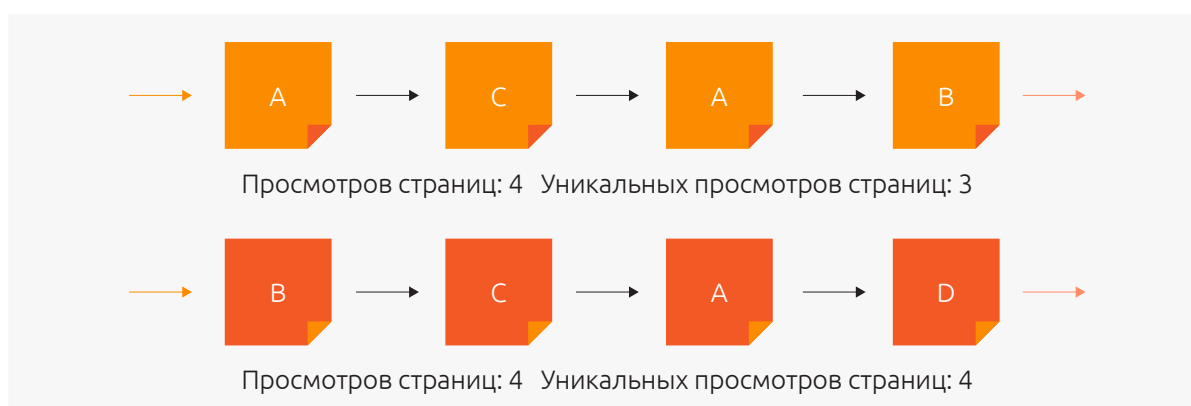 A C A B
Просмотров страниц: 4 Уникальных просмотров страниц: 3
B C A D
Просмотров страниц: 4 Уникальных просмотров страниц: 4